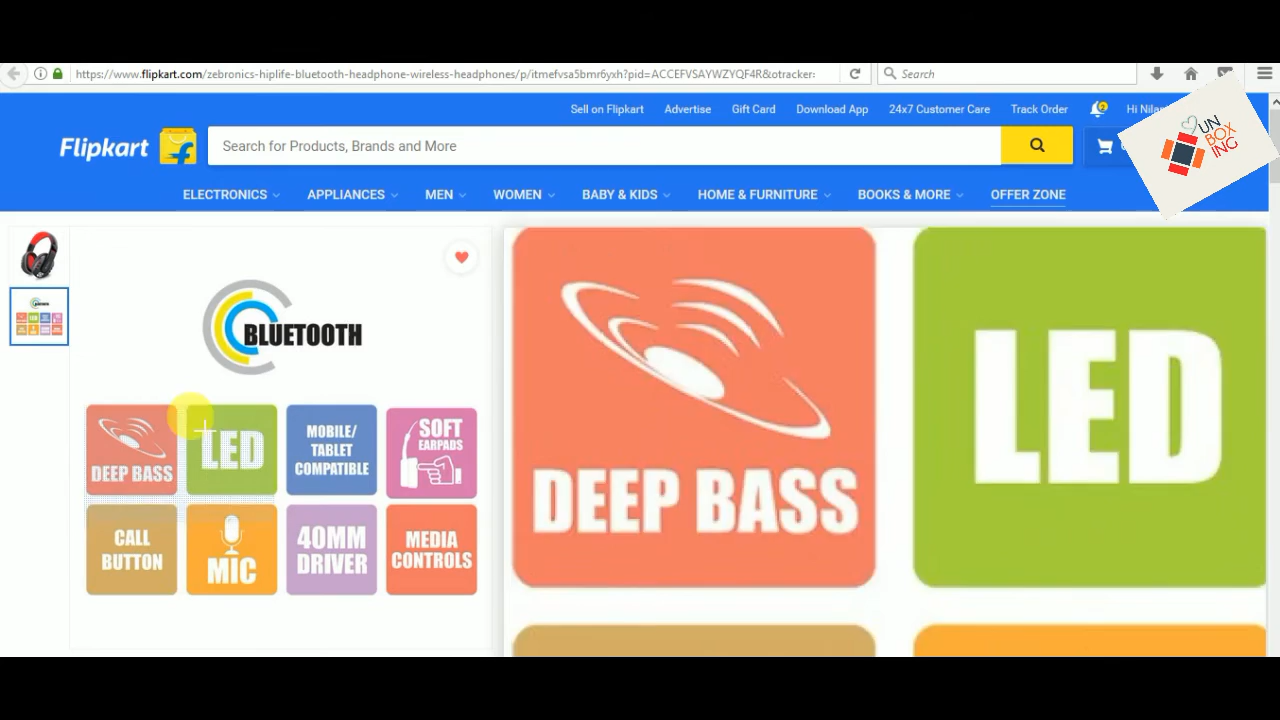 https://www.flipkart.com/zebronics-hiplife-bluetooth-headphone-wireless-headphones/p/itmefvsa5bmr6yxh?pid=ACCEFVSAYWZYQF4R&otracker:
Search
Sell on Flipkart Advertise Gift Card Download App 24x7 Customer Care Track Order 2 Hi
UN
BOX
ING
Flipkart
Search for Products, Brands and More
ELECTRONICS APPLIANCES MEN WOMEN BABY & KIDS HOME & FURNITURE BOOKS & MORE OFFER ZONE
BLUETOOTH
DEEP BASS
LED
MOBILE/
TABLET
COMPATIBLE
SOFT
EARPADS
CALL
BUTTON
MIC
40MM
DRIVER
MEDIA
CONTROLS
DEEP BASS
LED